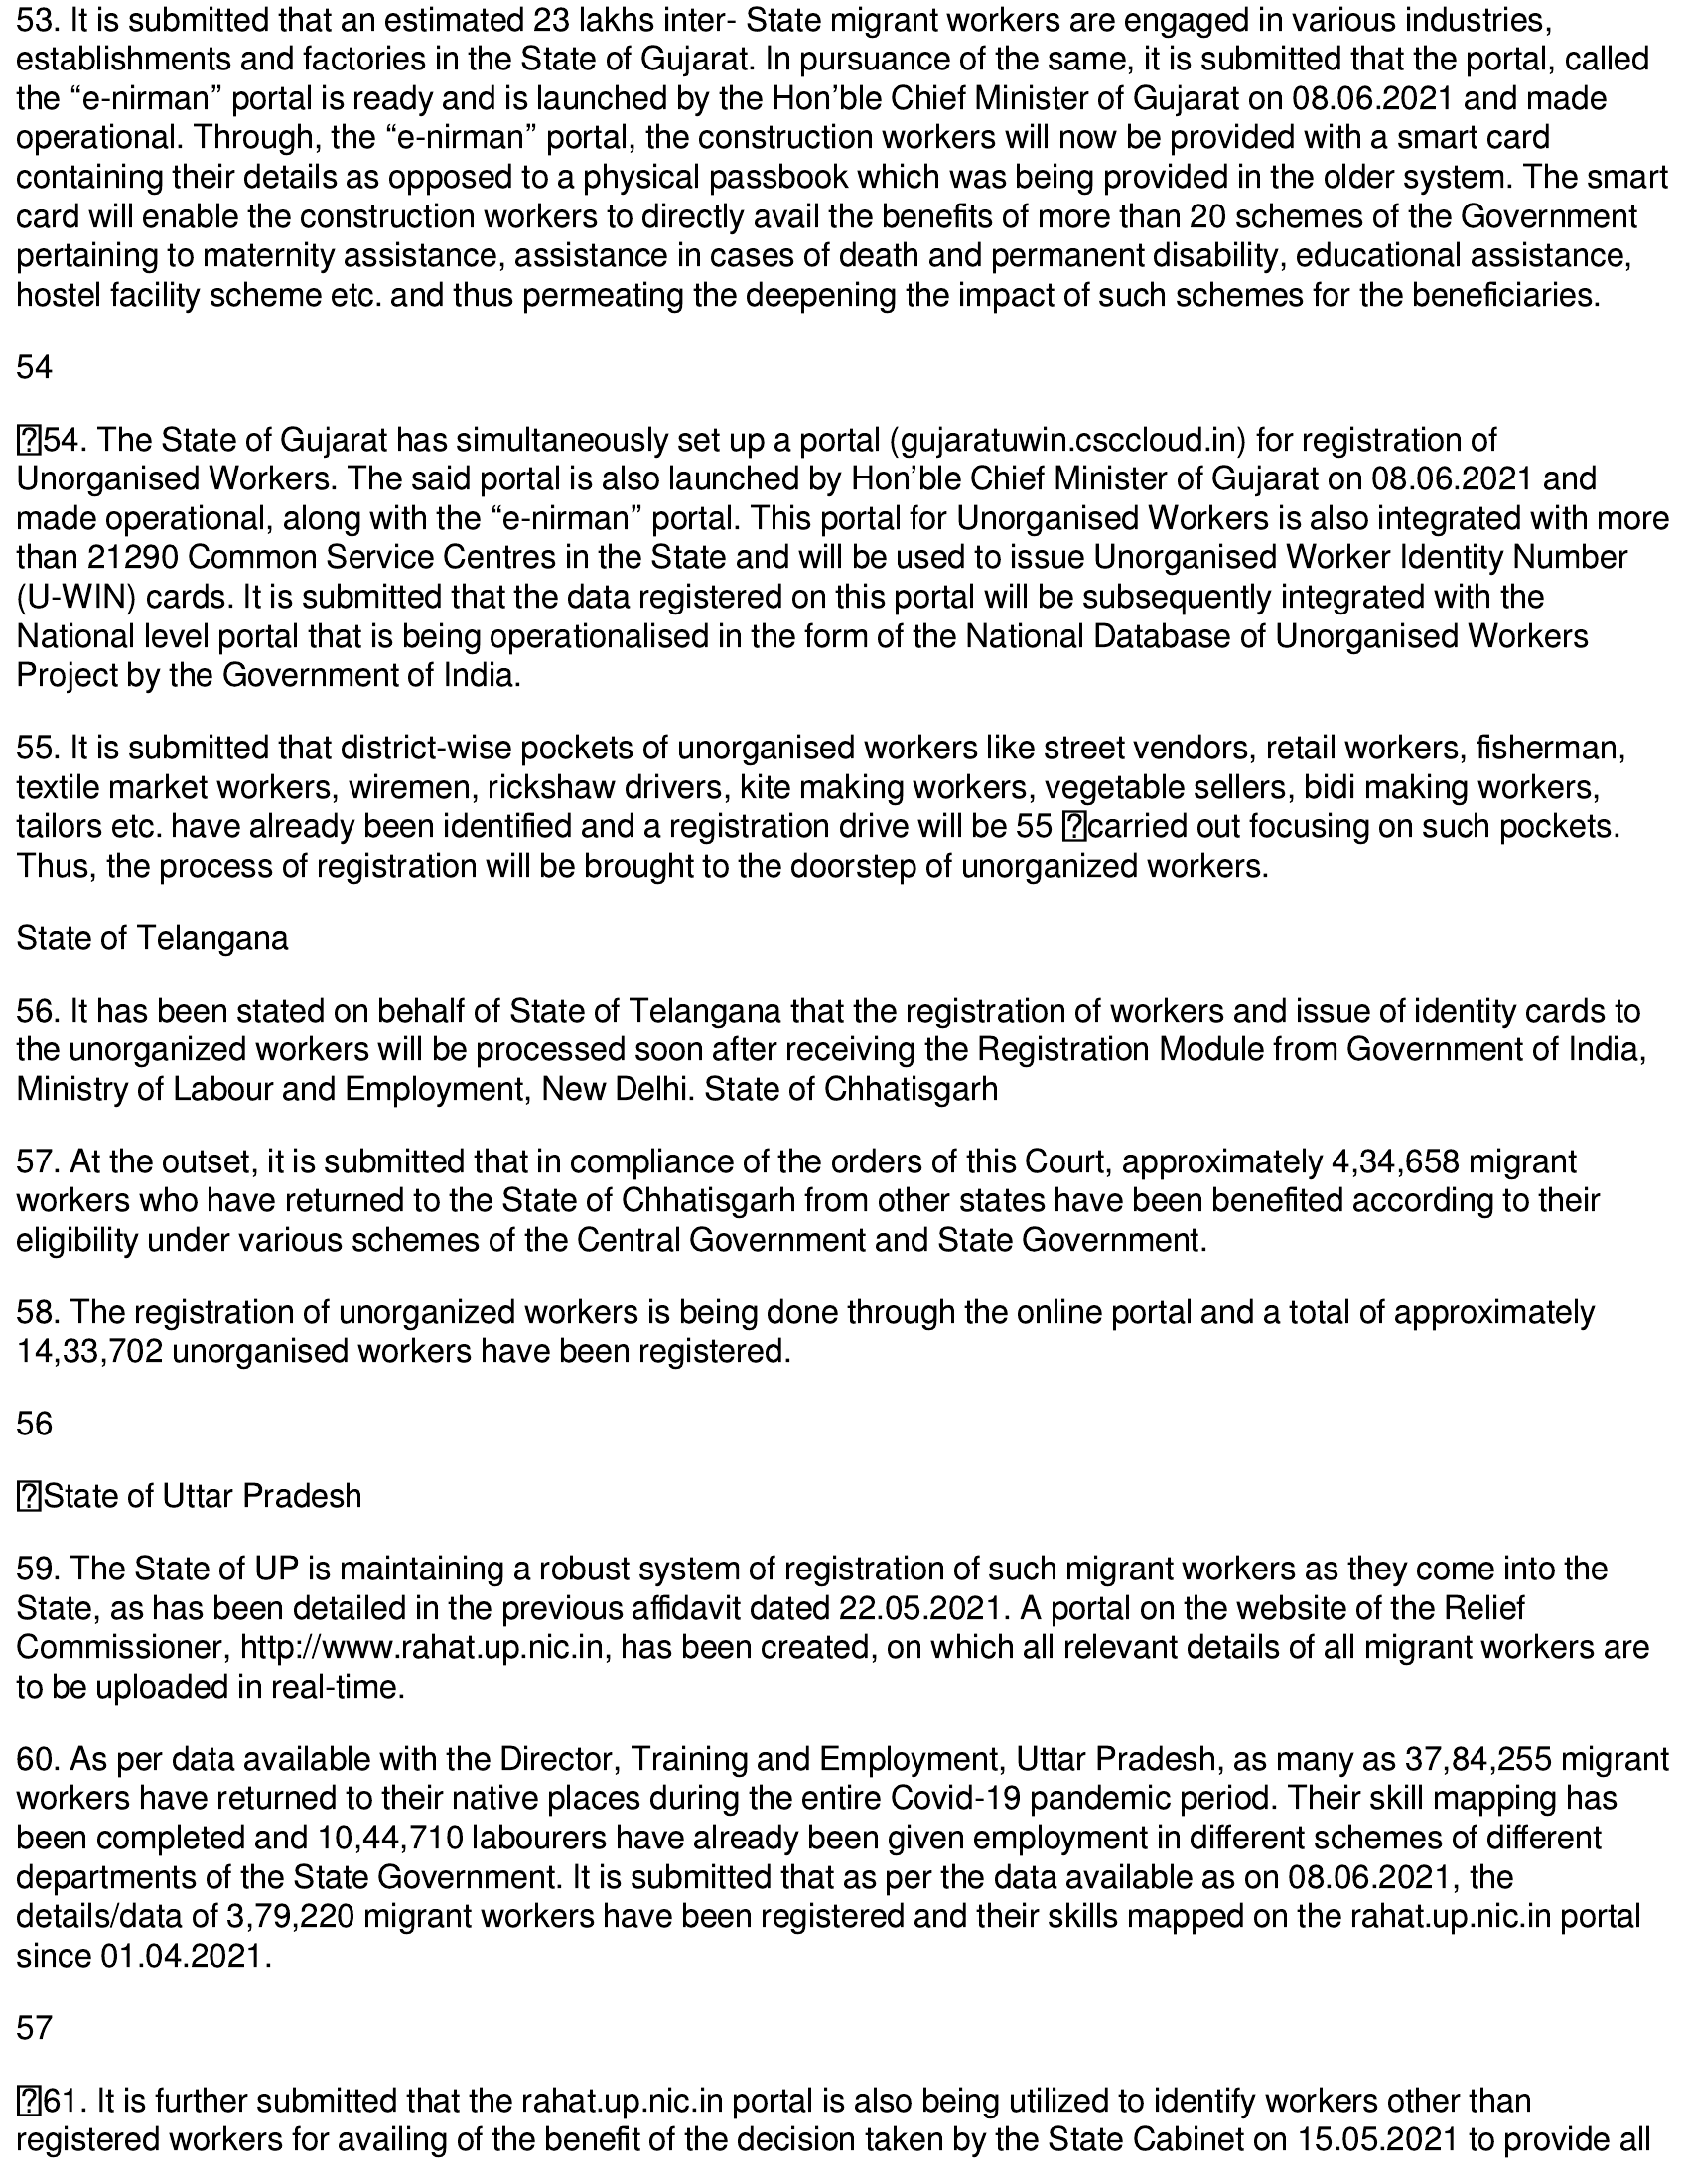 53. It is submitted that an estimated 23 lakhs inter- State migrant workers are engaged in various industries,
establishments and factories in the State of Gujarat. In pursuance of the same, it is submitted that the portal, called
the “e-nirman” portal is ready and is launched by the Hon’ble Chief Minister of Gujarat on 08.06.2021 and made
operational. Through, the “e-nirman” portal, the construction workers will now be provided with a smart card
containing their details as opposed to a physical passbook which was being provided in the older system. The smart
card will enable the construction workers to directly avail the benefits of more than 20 schemes of the Government
pertaining to maternity assistance, assistance in cases of death and permanent disability, educational assistance,
hostel facility scheme etc. and thus permeating the deepening the impact of such schemes for the beneficiaries.
54
54. The State of Gujarat has simultaneously set up a portal (gujaratuwin.csccloud.in) for registration of
Unorganised Workers. The said portal is also launched by Hon’ble Chief Minister of Gujarat on 08.06.2021 and
made operational, along with the “e-nirman” portal. This portal for Unorganised Workers is also integrated with more
than 21290 Common Service Centres in the State and will be used to issue Unorganised Worker Identity Number
(U-WIN) cards. It is submitted that the data registered on this portal will be subsequently integrated with the
National level portal that is being operationalised in the form of the National Database of Unorganised Workers
Project by the Government of India.
55. It is submitted that district-wise pockets of unorganised workers like street vendors, retail workers, fisherman,
textile market workers, wiremen, rickshaw drivers, kite making workers, vegetable sellers, bidi making workers,
tailors etc. have already been identified and a registration drive will be 55 carried out focusing on such pockets.
Thus, the process of registration will be brought to the doorstep of unorganized workers.
State of Telangana
56. It has been stated on behalf of State of Telangana that the registration of workers and issue of identity cards to
the unorganized workers will be processed soon after receiving the Registration Module from Government of India,
Ministry of Labour and Employment, New Delhi. State of Chhatisgarh
57. At the outset, it is submitted that in compliance of the orders of this Court, approximately 4,34,658 migrant
workers who have returned to the State of Chhatisgarh from other states have been benefited according to their
eligibility under various schemes of the Central Government and State Government.
58. The registration of unorganized workers is being done through the online portal and a total of approximately
14,33,702 unorganised workers have been registered.
56
State of Uttar Pradesh
59. The State of UP is maintaining a robust system of registration of such migrant workers as they come into the
State, as has been detailed in the previous affidavit dated 22.05.2021. A portal on the website of the Relief
Commissioner, http://www.rahat.up.nic.in, has been created, on which all relevant details of all migrant workers are
to be uploaded in real-time.
60. As per data available with the Director, Training and Employment, Uttar Pradesh, as many as 37,84,255 migrant
workers have returned to their native places during the entire Covid-19 pandemic period. Their skill mapping has
been completed and 10,44,710 labourers have already been given employment in different schemes of different
departments of the State Government. It is submitted that as per the data available as on 08.06.2021, the
details/data of 3,79,220 migrant workers have been registered and their skills mapped on the rahat.up.nic.in portal
since 01.04.2021.
57
61. It is further submitted that the rahat.up.nic.in portal is also being utilized to identify workers other than
registered workers for availing of the benefit of the decision taken by the State Cabinet on 15.05.2021 to provide all